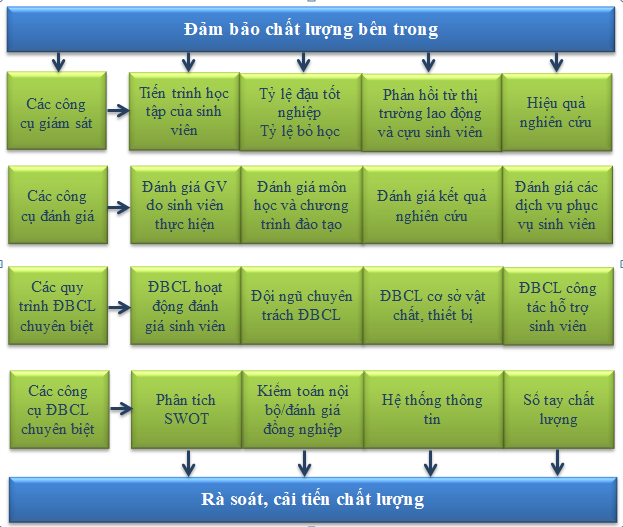 Đảm bảo chất lượng bên trong
Các công
cụ giám sát
Tiến trình học
tập của sinh
viên
Tỷ lệ đậu tốt
nghiệp
Tỷ lệ bỏ học
Phản hồi từ thị
trường lao động
và cựu sinh viên
Hiệu quả
nghiên cứu
Các công
cụ đánh giá
Đánh giá GV
do sinh viên
thực hiện
Đánh giá môn
học và chương
trình đào tạo
Đánh giá kết quả
nghiên cứu
Đánh giá các
dịch vụ phục
vụ sinh viên
Các quy
trình ĐBCL
chuyên biệt
ĐBCL hoạt
động đánh
giá sinh viên
Đội ngũ chuyên
trách ĐBCL
ĐBCL cơ sở vật
chất, thiết bị
ĐBCL công
tác hỗ trợ
sinh viên
Các công
cụ ĐBCL
chuyên biệt
Phân tích
SWOT
Kiểm toán nội
bộ/đánh giá
đồng nghiệp
Hệ thống thông
tin
Sổ tay chất
lượng
Rà soát, cải tiến chất lượng